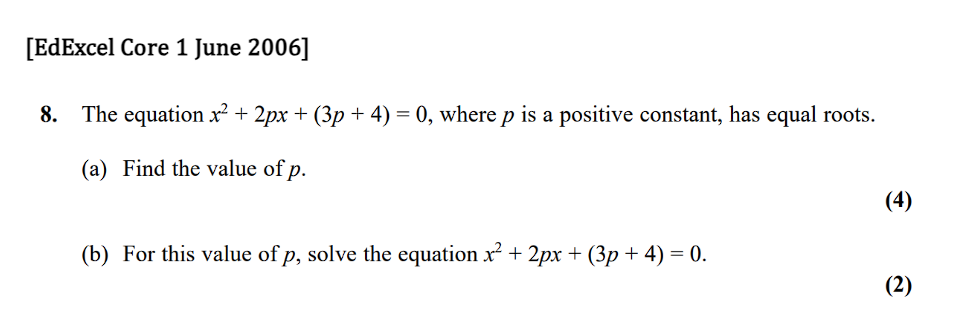 [EdExcel Core 1 June 2006]
8. The equation x² + 2px + (3p + 4) = 0, where p is a positive constant, has equal roots.
(a) Find the value of p.
(4)
(b) For this value of p, solve the equation x² + 2px + (3p + 4) = 0.
(2)